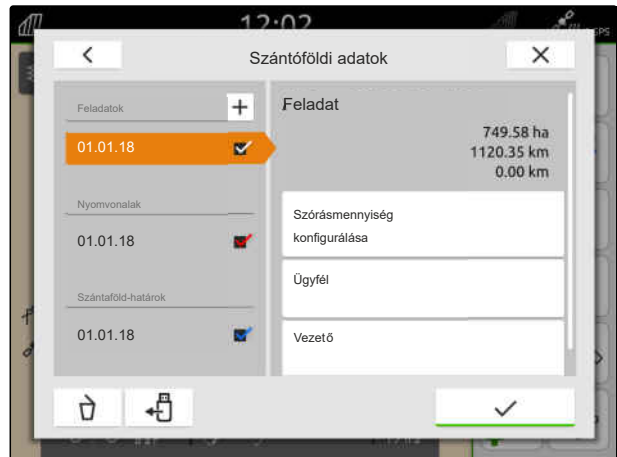 12:02
GPS
Szántóföldi adatok
Feladatok
01.01.18
Nyomvonalak
01.01.18
Szántaföld-határok
01.01.18
Feladat
749.58 ha
1120.35 km
0.00 km
Szórásmennyiség
konfigurálása
Ügyfél
Vezető